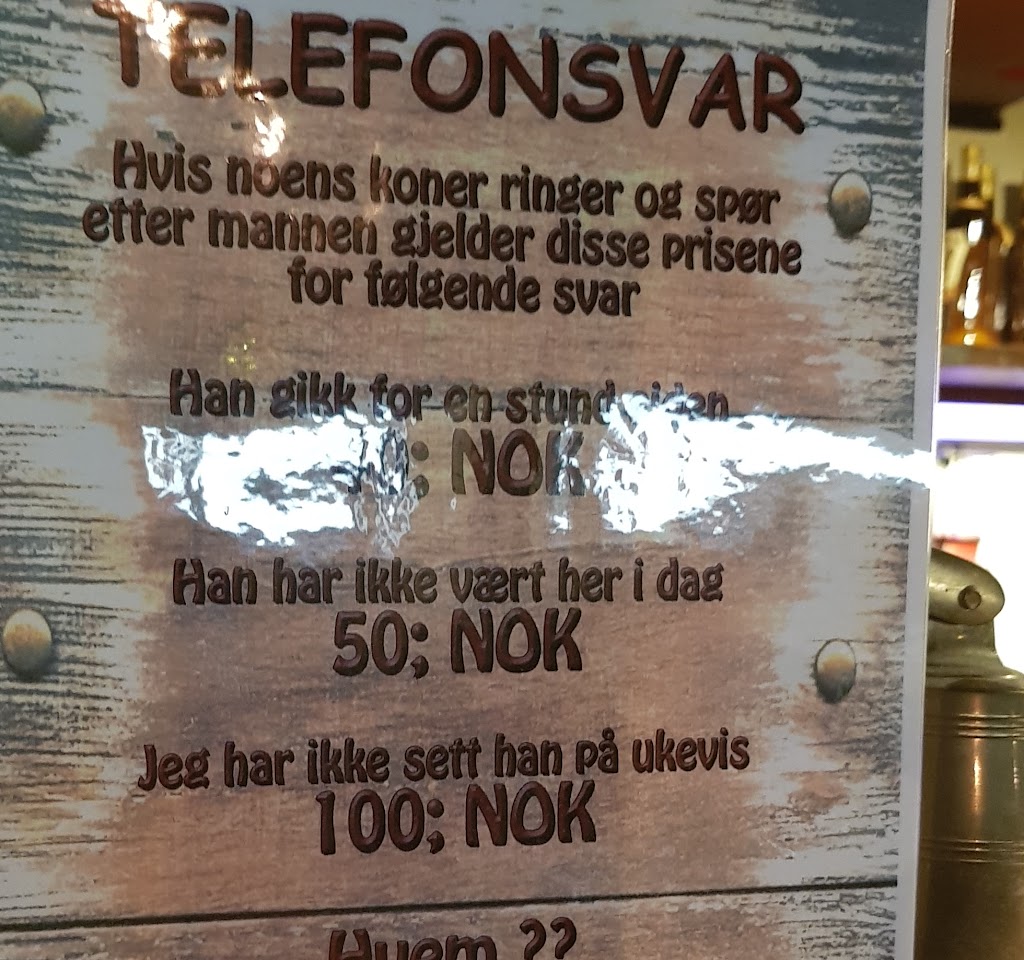 TELEFONSVAR
Hvis noens koner ringer og spør
etter mannen gjelder disse prisene
for følgende svar
Han gikk for en stund siden
NOK
Han har ikke vært her i dag
50; NOK
Jeg har ikke sett han på ukevis
100; NOK
Hvem ??